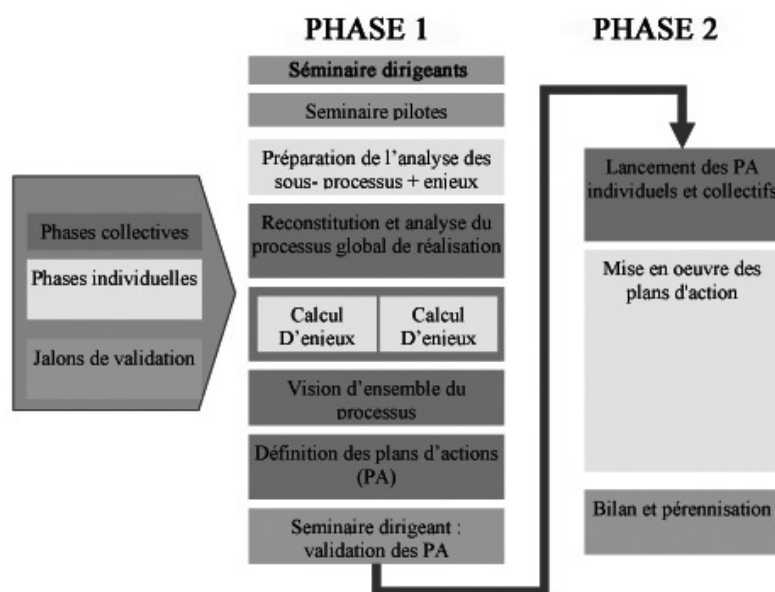 PHASE 1
Séminaire dirigeants
Seminaire pilotes
Préparation de l'analyse des
sous- processus + enieux
Reconstitution et analyse du
processus global de réalisation
Calcul
D'enieux
Calcul
D'enieux
Vision d'ensemble du
processus
Définition des plans d'actions
(PA)
Seminaire dirigeant :
validation des PA
PHASE 2
Lancement des PA
individuels et collectifs
Mise en oeuvre des
plans d'action
Bilan et pérennisation
Phases collectives
Phases individuelles
Jalons de validation